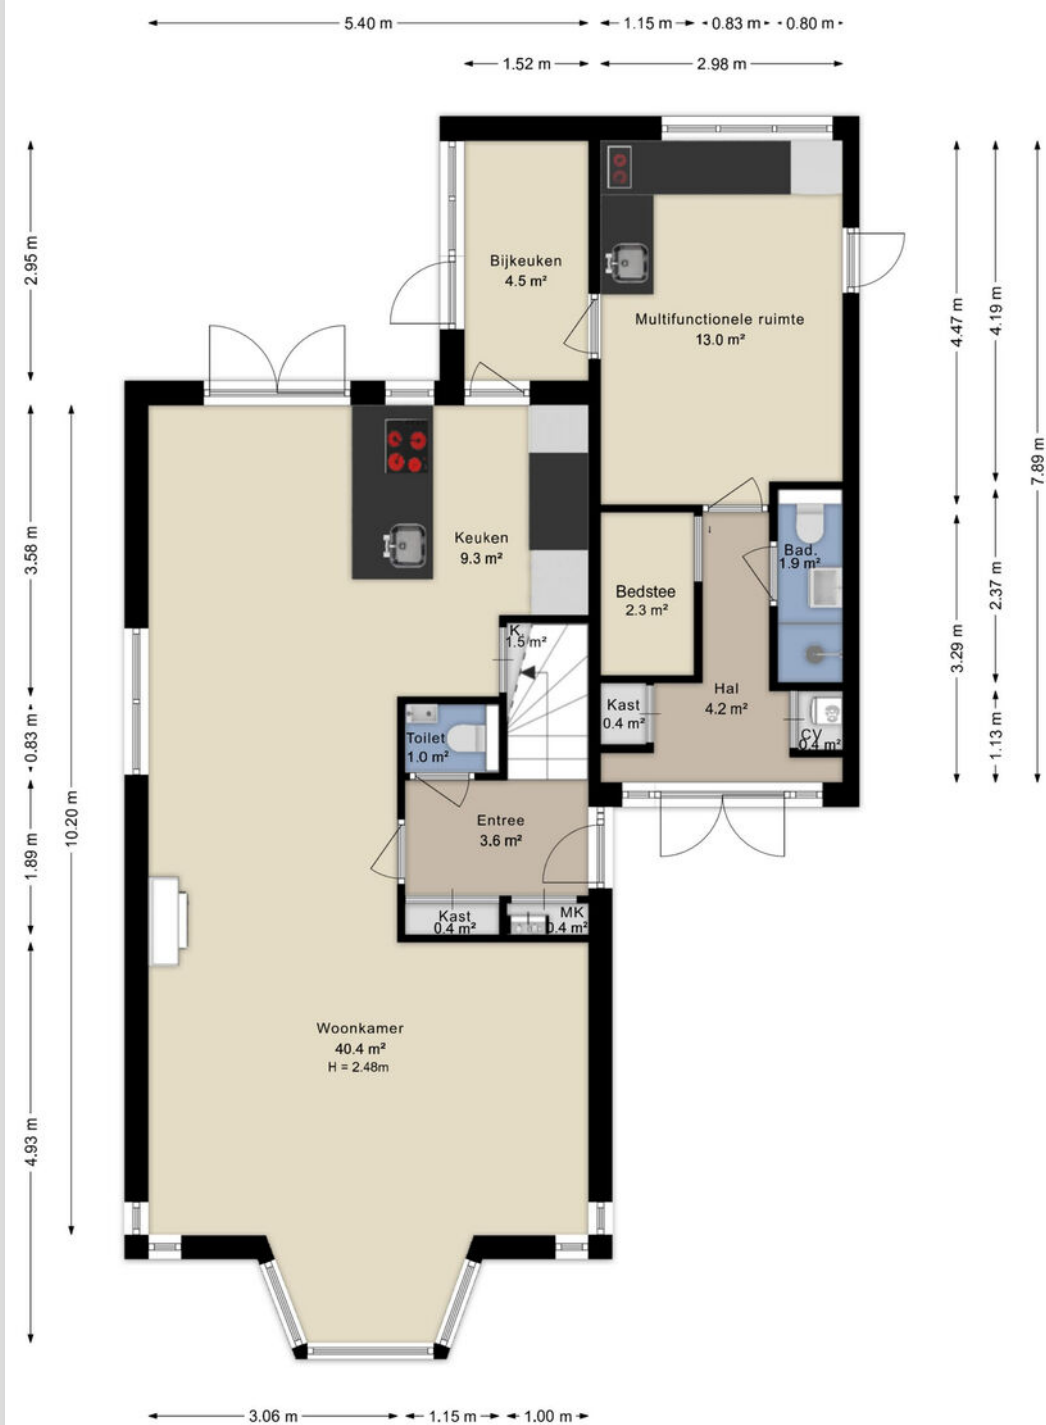 5.40 m
1.15 m
0.83 m
0.80 m
1.52 m
2.98 m
2.95 m
3.58 m
0.83 m
1.89 m
4.93 m
10.20 m
4.47 m
3.29 m
4.19 m
2.37 m
1.13 m
7.89 m
Bijkeuken
4.5 m²
Multifunctionele ruimte
13.0 m²
Keuken
9.3 m²
Bad.
1.9 m²
Bedstee
2.3 m²
K.
1.5 m²
Hal
4.2 m²
Kast
0.4 m²
CV
0.4 m²
Toilet
1.0 m²
Entree
3.6 m²
Kast
0.4 m²
MK
0.4 m²
Woonkamer
40.4 m²
H = 2.48m
3.06 m
1.15 m
1.00 m